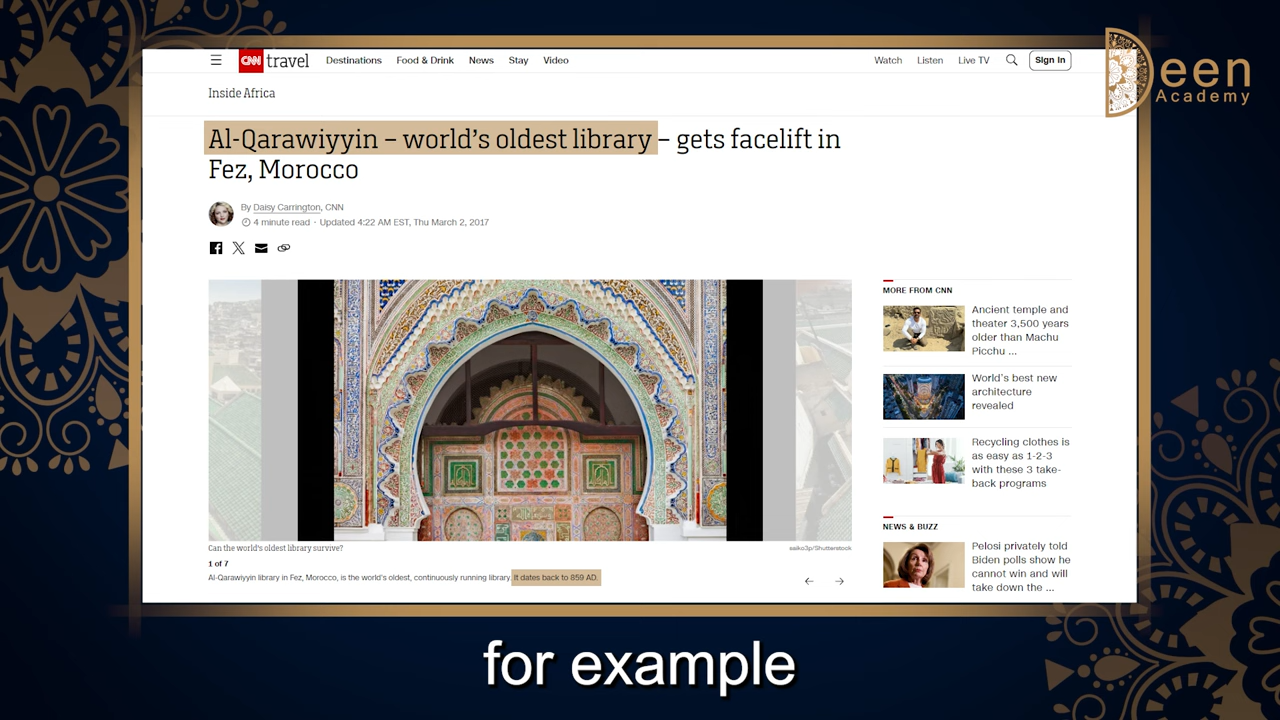 CNN travel Destinations Food & Drink News Stay Video Watch Listen Live TV Sign In
Deen
Academy
Inside Africa
Al-Qarawiyyin – world's oldest library – gets facelift in
Fez, Morocco
By Daisy Carrington, CNN
4 minute read · Updated 4:22 AM EST, Thu March 2, 2017
Can the world's oldest library survive?
saiko3p/Shutterstock
1 of 7
Al-Qarawiyyin library in Fez, Morocco, is the world's oldest, continuously running library. It dates back to 859 AD.
MORE FROM CNN
Ancient temple and
theater 3,500 years
older than Machu
Picchu ...
World's best new
architecture
revealed
Recycling clothes is
as easy as 1-2-3
with these 3 take-
back programs
NEWS & BUZZ
Pelosi privately told
Biden polls show he
cannot win and will
take down the ...
for example